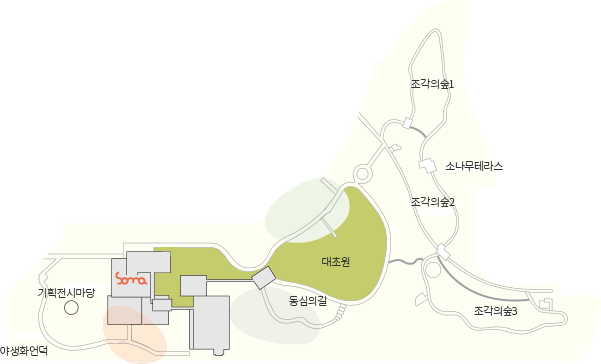 조각의숲1
소나무테라스
조각의숲2
대초원
soma
기획전시마당
동심의길
조각의숲3
야생화언덕